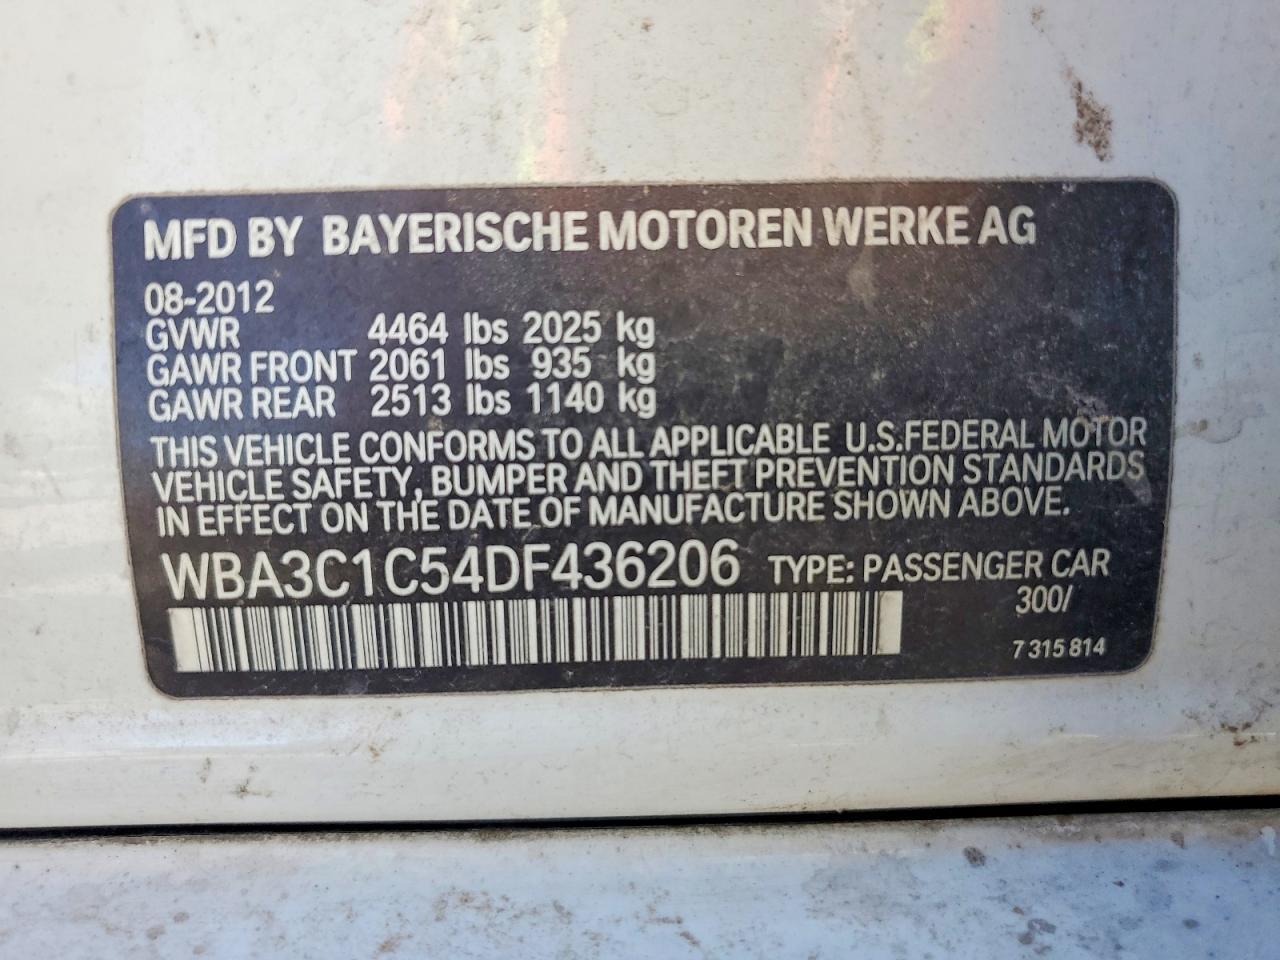 MFD BY BAYERISCHE MOTOREN WERKE AG
08-2012
GVWR 4464 lbs 2025 kg
GAWR FRONT 2061 lbs 935 kg
GAWR REAR 2513 lbs 1140 kg
THIS VEHICLE CONFORMS TO ALL APPLICABLE U.S.FEDERAL MOTOR
VEHICLE SAFETY, BUMPER AND THEFT PREVENTION STANDARDS
IN EFFECT ON THE DATE OF MANUFACTURE SHOWN ABOVE.
WBA3C1C54DF436206 TYPE: PASSENGER CAR
300/
7 315 814